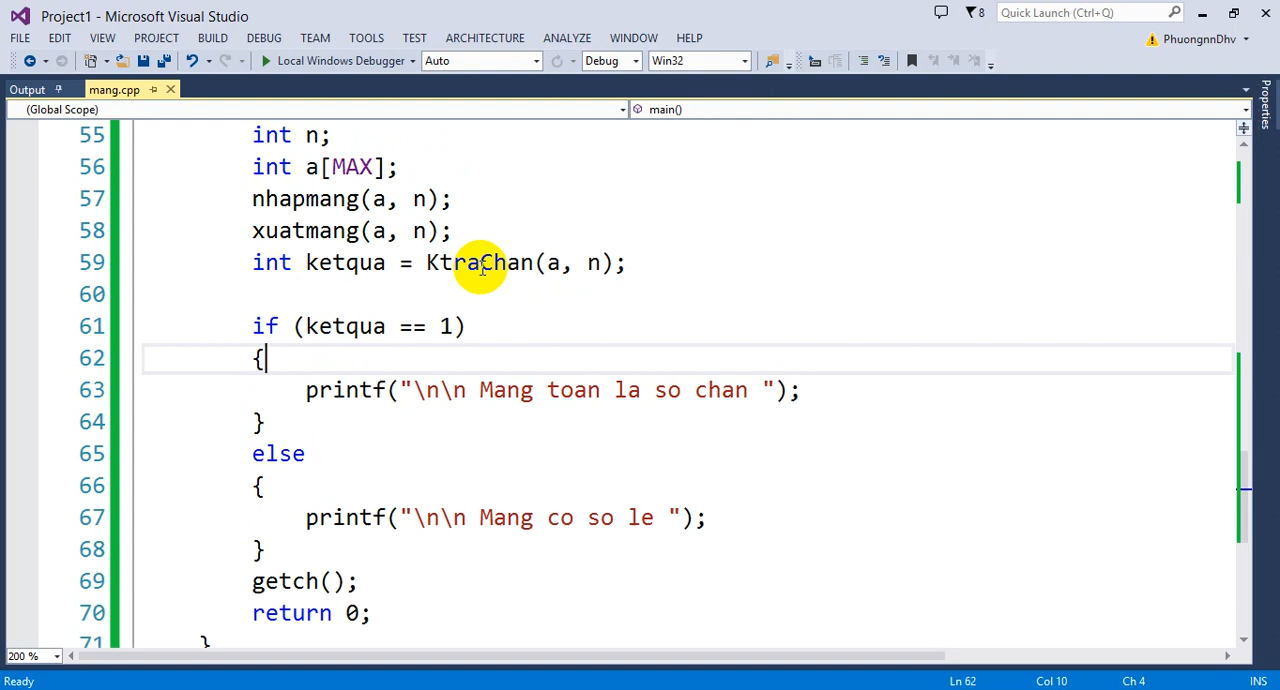 Project1 - Microsoft Visual Studio
8
Quick Launch (Ctrl+Q)
FILE EDIT VIEW PROJECT BUILD DEBUG TEAM TOOLS TEST ARCHITECTURE ANALYZE WINDOW HELP
PhuongnnDhv
Local Windows Debugger Auto Debug Win32
Output mang.cpp
(Global Scope) main()
Properties
55 int n;
56 int a[MAX];
57 nhapmang(a, n);
58 xuatmang(a, n);
59 int ketqua = KtraChan(a, n);
60
61 if (ketqua == 1)
62 {
63 printf("\n\n Mang toan la so chan ");
64 }
65 else
66 {
67 printf("\n\n Mang co so le ");
68 }
69 getch();
70 return 0;
71 }
200 %
Ready Ln 62 Col 10 Ch 4 INS